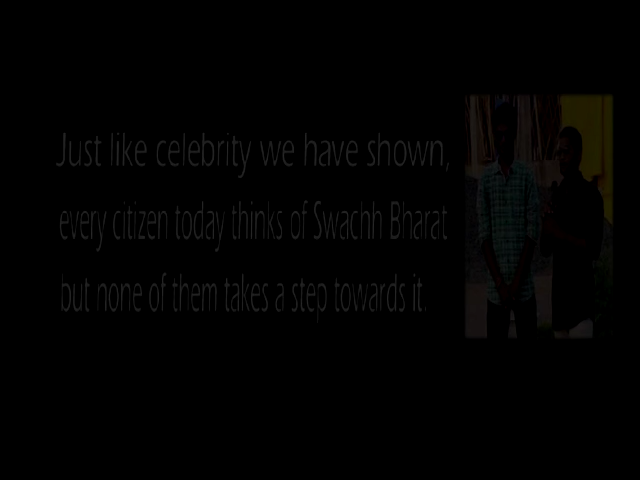 Just like celebrity we have shown,
every citizen today thinks of Swachh Bharat
but none of them takes a step towards it.